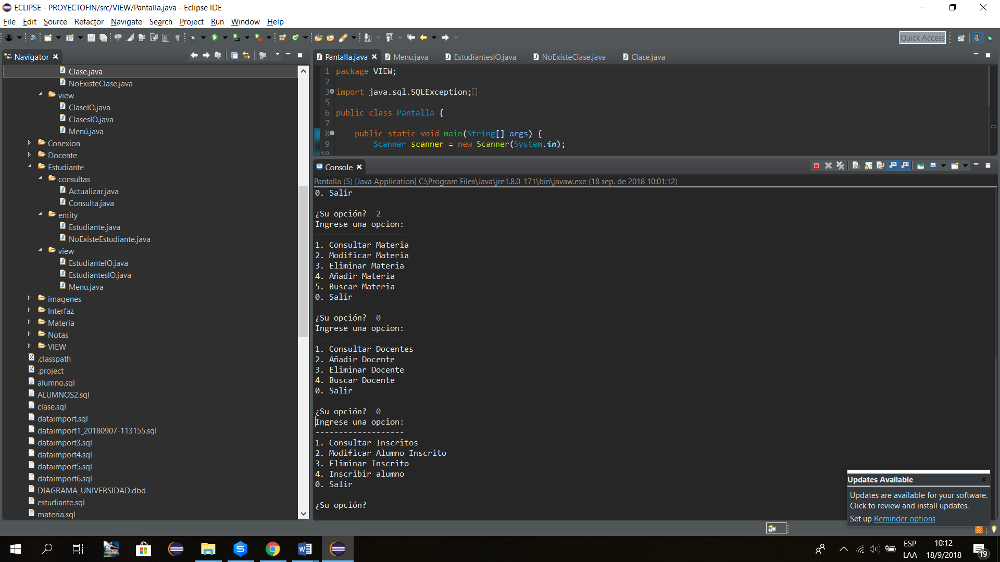 ECLIPSE - PROYECTOFIN/src/VIEW/Pantalla.java - Eclipse IDE
File Edit Source Refactor Navigate Search Project Run Window Help
Quick Access
Navigator
Clase.java
NoExisteClase.java
view
ClaseIO.java
ClasesIO.java
Menú.java
Conexion
Docente
Estudiante
consultas
Actualizar.java
Consulta.java
entity
Estudiante.java
NoExisteEstudiante.java
view
EstudianteIO.java
EstudiantesIO.java
Menu.java
imagenes
Interfaz
Materia
Notas
VIEW
.classpath
.project
alumno.sql
ALUMNOS2.sql
clase.sql
dataimport.sql
dataimport1_20180907-113155.sql
dataimport3.sql
dataimport4.sql
dataimport5.sql
dataimport6.sql
DIAGRAMA_UNIVERSIDAD.dbd
estudiante.sql
materia.sql
Pantalla.java Menu.java EstudiantesIO.java NoExisteClase.java Clase.java
1 package VIEW;
2
3 import java.sql.SQLException;
5
6 public class Pantalla {
7
8 public static void main(String[] args) {
9 Scanner scanner = new Scanner(System.in);
10
Console
Pantalla (5) [Java Application] C:\Program Files\Java\jre1.8.0_171\bin\javaw.exe (18 sep. de 2018 10:01:12)
0. Salir
¿Su opción? 2
Ingrese una opcion:
-------------------
1. Consultar Materia
2. Modificar Materia
3. Eliminar Materia
4. Añadir Materia
5. Buscar Materia
0. Salir
¿Su opción? 0
Ingrese una opcion:
-------------------
1. Consultar Docentes
2. Añadir Docente
3. Eliminar Docente
4. Buscar Docente
0. Salir
¿Su opción? 0
Ingrese una opcion:
-------------------
1. Consultar Inscritos
2. Modificar Alumno Inscrito
3. Eliminar Inscrito
4. Inscribir alumno
0. Salir
¿Su opción?
Updates Available
Updates are available for your software.
Click to review and install updates.
Set up Reminder options
ESP
LAA
10:12
18/9/2018
19